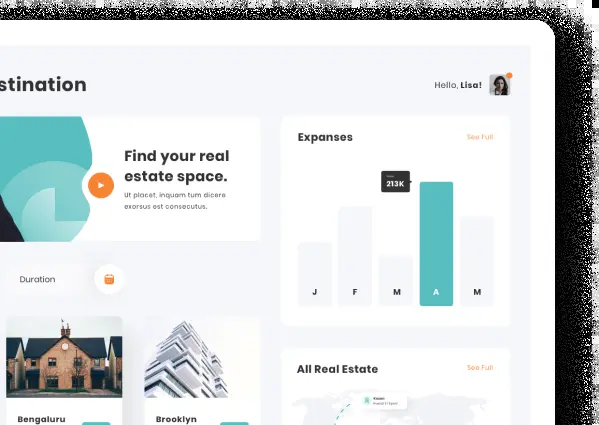 stination
Hello, Lisa!
Find your real
estate space.
Ut placet, inquam tum dicere
exorsus est consecutus.
Duration
Bengaluru
Brooklyn
Expanses
See Full
213K
J F M A M
All Real Estate
See Full